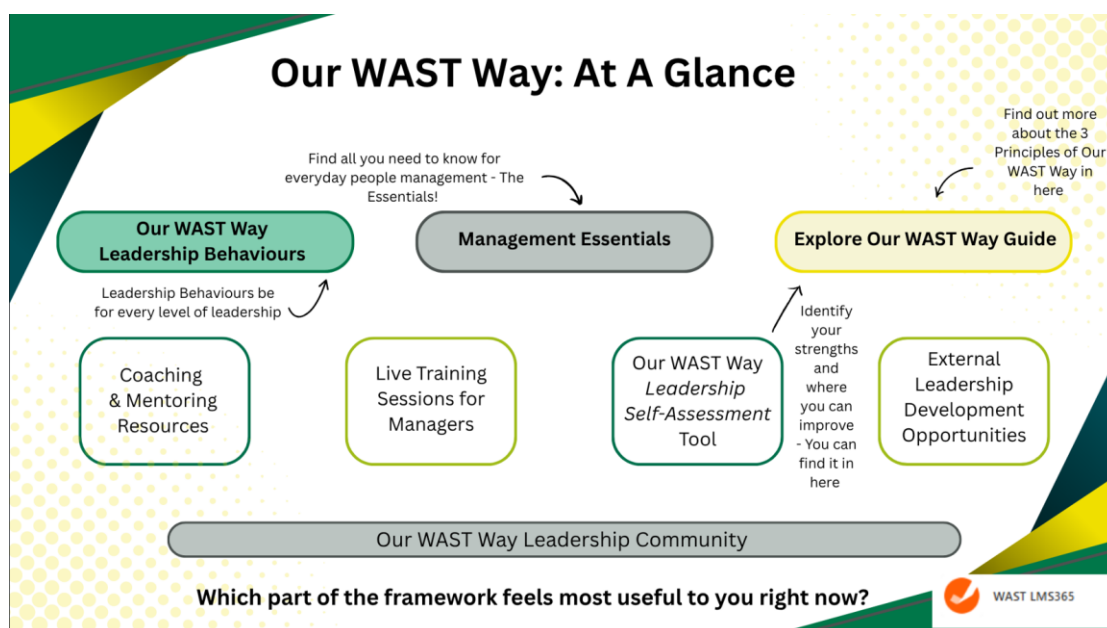 Our WAST Way: At A Glance
Find out more
about the 3
Principles of Our
WAST Way in
here
Find all you need to know for
everyday people management - The
Essentials!
Our WAST Way
Leadership Behaviours
Management Essentials
Explore Our WAST Way Guide
Leadership Behaviours be
for every level of leadership
Identify
your
strengths
and
where
you can
improve
- You can
find it in
here
Coaching
& Mentoring
Resources
Live Training
Sessions for
Managers
Our WAST Way
Leadership
Self-Assessment
Tool
External
Leadership
Development
Opportunities
Our WAST Way Leadership Community
Which part of the framework feels most useful to you right now?
WAST LMS365